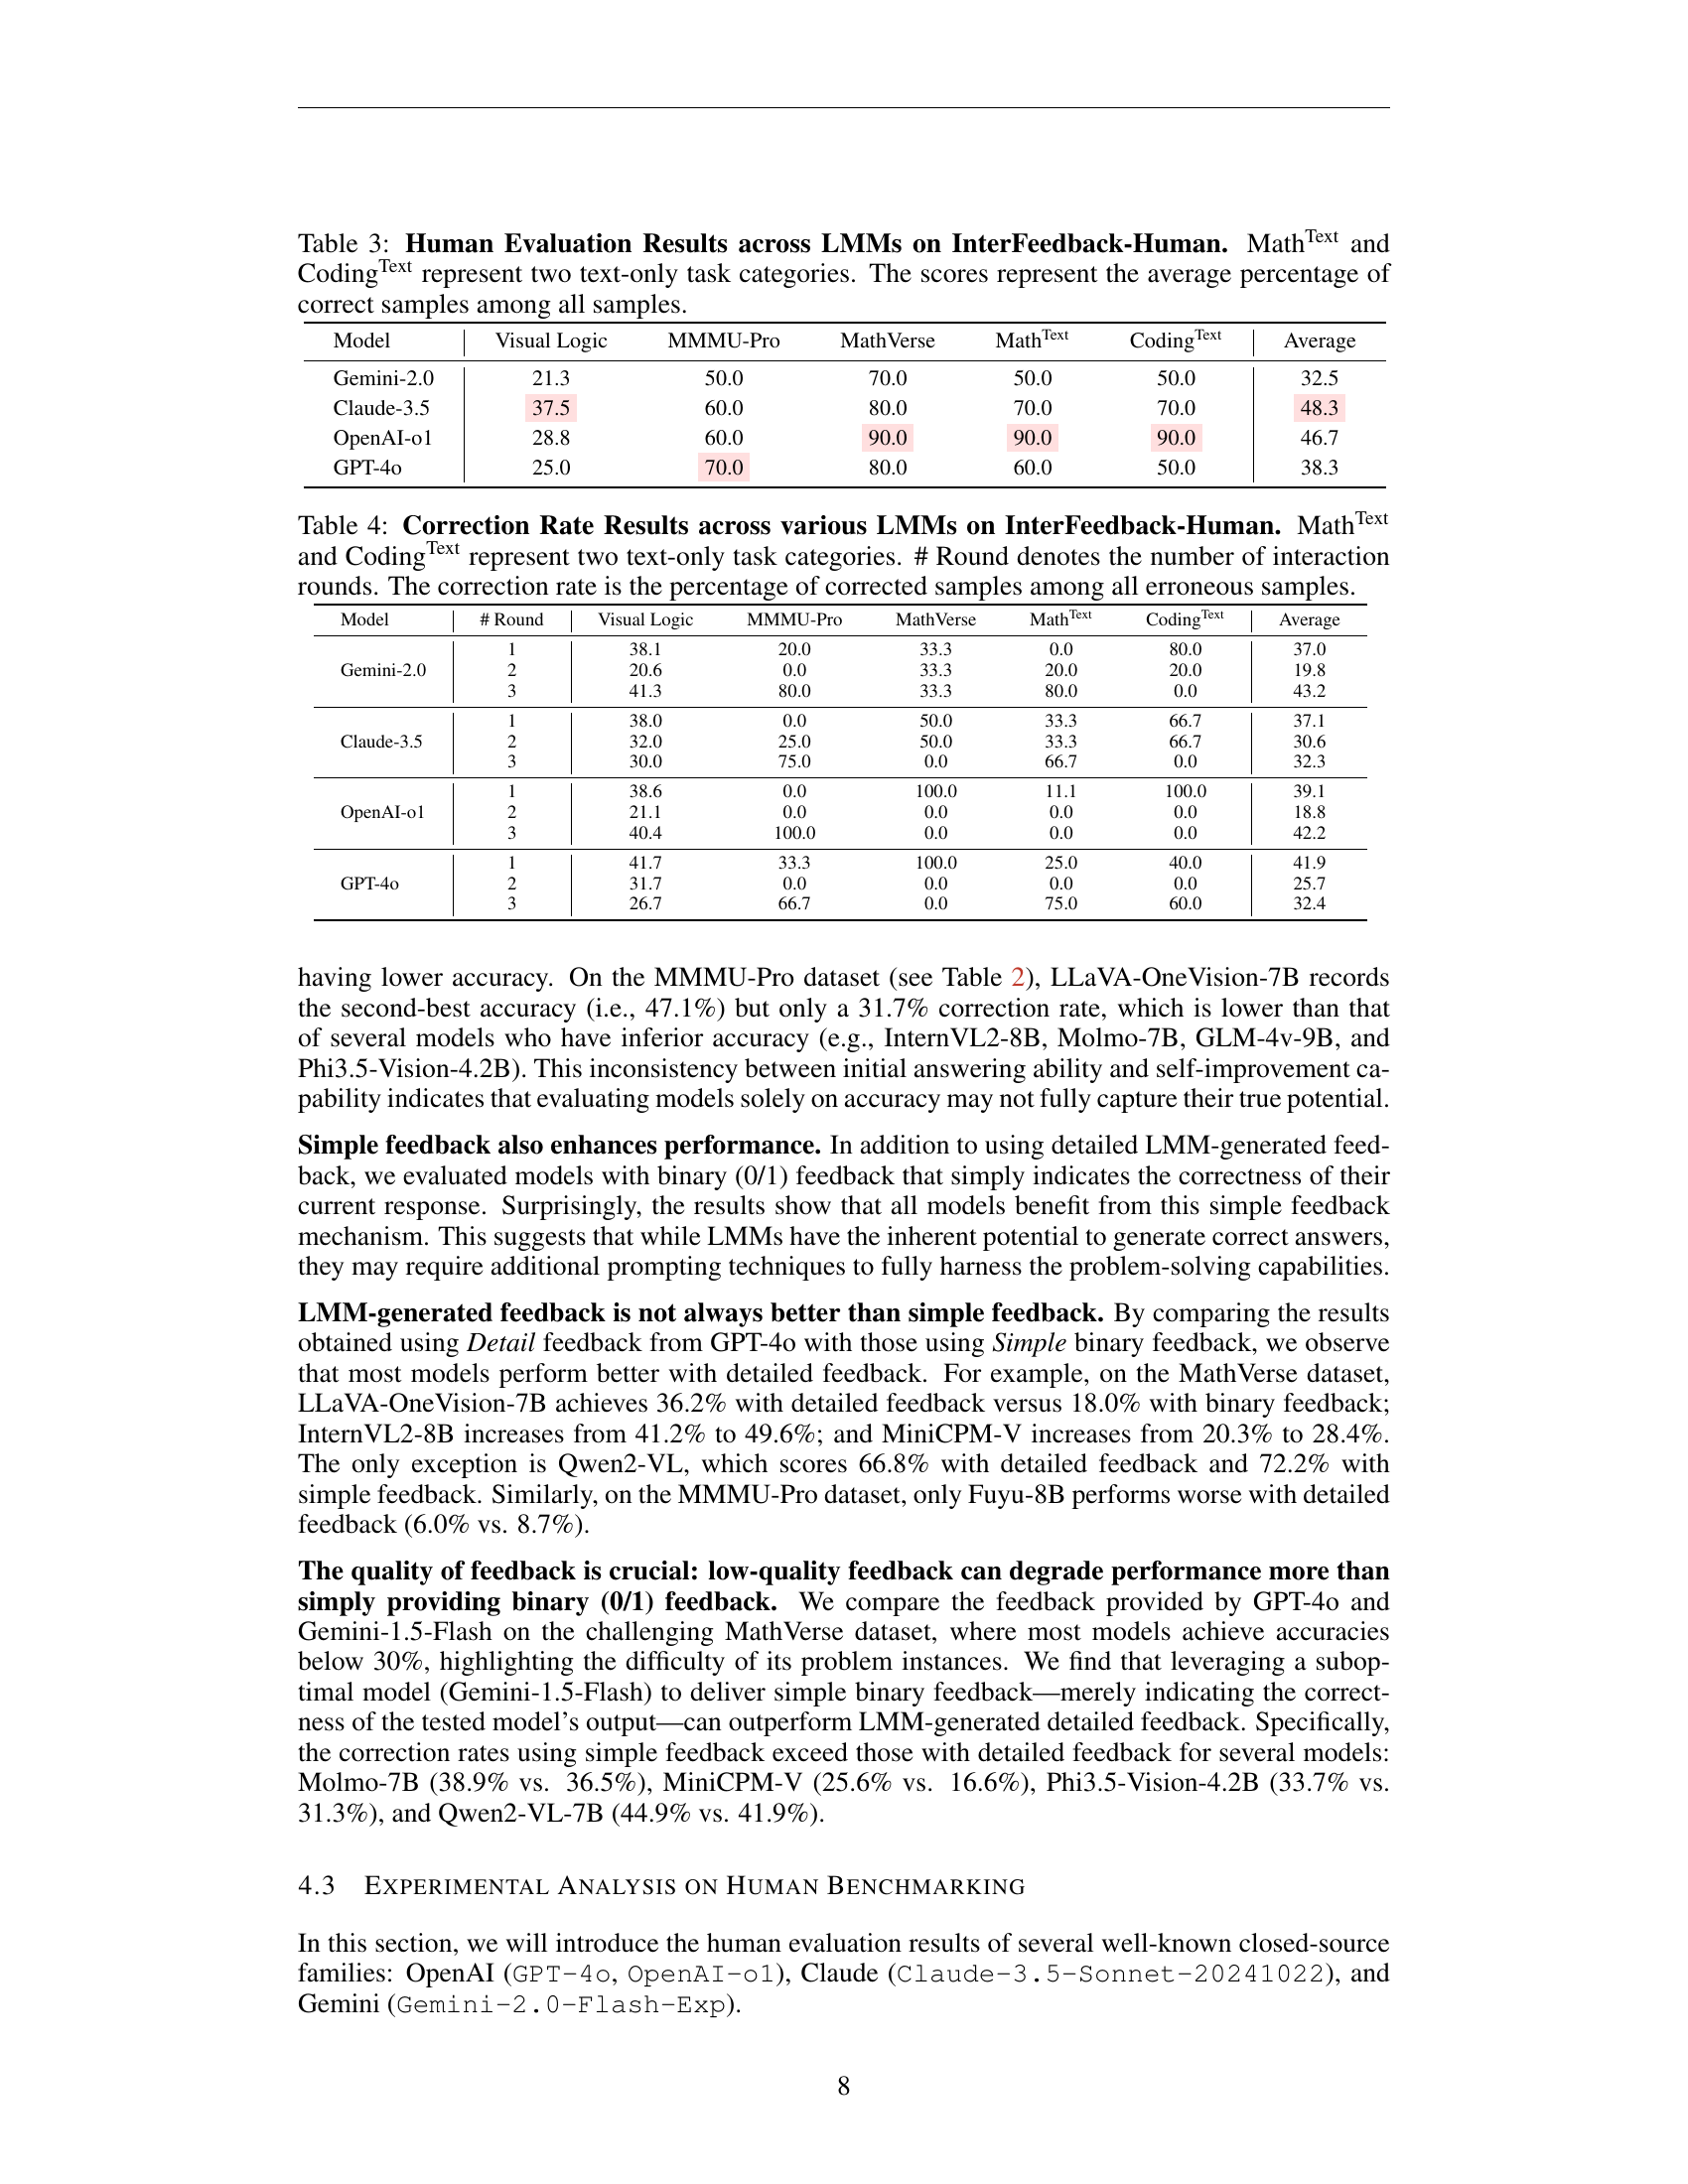 Table 3: Human Evaluation Results across LMMs on InterFeedback-Human. Math^Text and
Coding^Text represent two text-only task categories. The scores represent the average percentage of
correct samples among all samples.
Model Visual Logic MMMU-Pro MathVerse Math^Text Coding^Text Average
Gemini-2.0 21.3 50.0 70.0 50.0 50.0 32.5
Claude-3.5 37.5 60.0 80.0 70.0 70.0 48.3
OpenAI-o1 28.8 60.0 90.0 90.0 90.0 46.7
GPT-4o 25.0 70.0 80.0 60.0 50.0 38.3
Table 4: Correction Rate Results across various LMMs on InterFeedback-Human. Math^Text
and Coding^Text represent two text-only task categories. # Round denotes the number of interaction
rounds. The correction rate is the percentage of corrected samples among all erroneous samples.
Model # Round Visual Logic MMMU-Pro MathVerse Math^Text Coding^Text Average
1 38.1 20.0 33.3 0.0 80.0 37.0
Gemini-2.0 2 20.6 0.0 33.3 20.0 20.0 19.8
3 41.3 80.0 33.3 80.0 0.0 43.2
1 38.0 0.0 50.0 33.3 66.7 37.1
Claude-3.5 2 32.0 25.0 50.0 33.3 66.7 30.6
3 30.0 75.0 0.0 66.7 0.0 32.3
1 38.6 0.0 100.0 11.1 100.0 39.1
OpenAI-o1 2 21.1 0.0 0.0 0.0 0.0 18.8
3 40.4 100.0 0.0 0.0 0.0 42.2
1 41.7 33.3 100.0 25.0 40.0 41.9
GPT-4o 2 31.7 0.0 0.0 0.0 0.0 25.7
3 26.7 66.7 0.0 75.0 60.0 32.4
having lower accuracy. On the MMMU-Pro dataset (see Table 2), LLaVA-OneVision-7B records
the second-best accuracy (i.e., 47.1%) but only a 31.7% correction rate, which is lower than that
of several models who have inferior accuracy (e.g., InternVL2-8B, Molmo-7B, GLM-4v-9B, and
Phi3.5-Vision-4.2B). This inconsistency between initial answering ability and self-improvement ca-
pability indicates that evaluating models solely on accuracy may not fully capture their true potential.
Simple feedback also enhances performance. In addition to using detailed LMM-generated feed-
back, we evaluated models with binary (0/1) feedback that simply indicates the correctness of their
current response. Surprisingly, the results show that all models benefit from this simple feedback
mechanism. This suggests that while LMMs have the inherent potential to generate correct answers,
they may require additional prompting techniques to fully harness the problem-solving capabilities.
LMM-generated feedback is not always better than simple feedback. By comparing the results
obtained using Detail feedback from GPT-4o with those using Simple binary feedback, we observe
that most models perform better with detailed feedback. For example, on the MathVerse dataset,
LLaVA-OneVision-7B achieves 36.2% with detailed feedback versus 18.0% with binary feedback;
InternVL2-8B increases from 41.2% to 49.6%; and MiniCPM-V increases from 20.3% to 28.4%.
The only exception is Qwen2-VL, which scores 66.8% with detailed feedback and 72.2% with
simple feedback. Similarly, on the MMMU-Pro dataset, only Fuyu-8B performs worse with detailed
feedback (6.0% vs. 8.7%).
The quality of feedback is crucial: low-quality feedback can degrade performance more than
simply providing binary (0/1) feedback. We compare the feedback provided by GPT-4o and
Gemini-1.5-Flash on the challenging MathVerse dataset, where most models achieve accuracies
below 30%, highlighting the difficulty of its problem instances. We find that leveraging a subop-
timal model (Gemini-1.5-Flash) to deliver simple binary feedback—merely indicating the correct-
ness of the tested model's output—can outperform LMM-generated detailed feedback. Specifically,
the correction rates using simple feedback exceed those with detailed feedback for several models:
Molmo-7B (38.9% vs. 36.5%), MiniCPM-V (25.6% vs. 16.6%), Phi3.5-Vision-4.2B (33.7% vs.
31.3%), and Qwen2-VL-7B (44.9% vs. 41.9%).
4.3 EXPERIMENTAL ANALYSIS ON HUMAN BENCHMARKING
In this section, we will introduce the human evaluation results of several well-known closed-source
families: OpenAI (GPT-4o, OpenAI-o1), Claude (Claude-3.5-Sonnet-20241022), and
Gemini (Gemini-2.0-Flash-Exp).
8